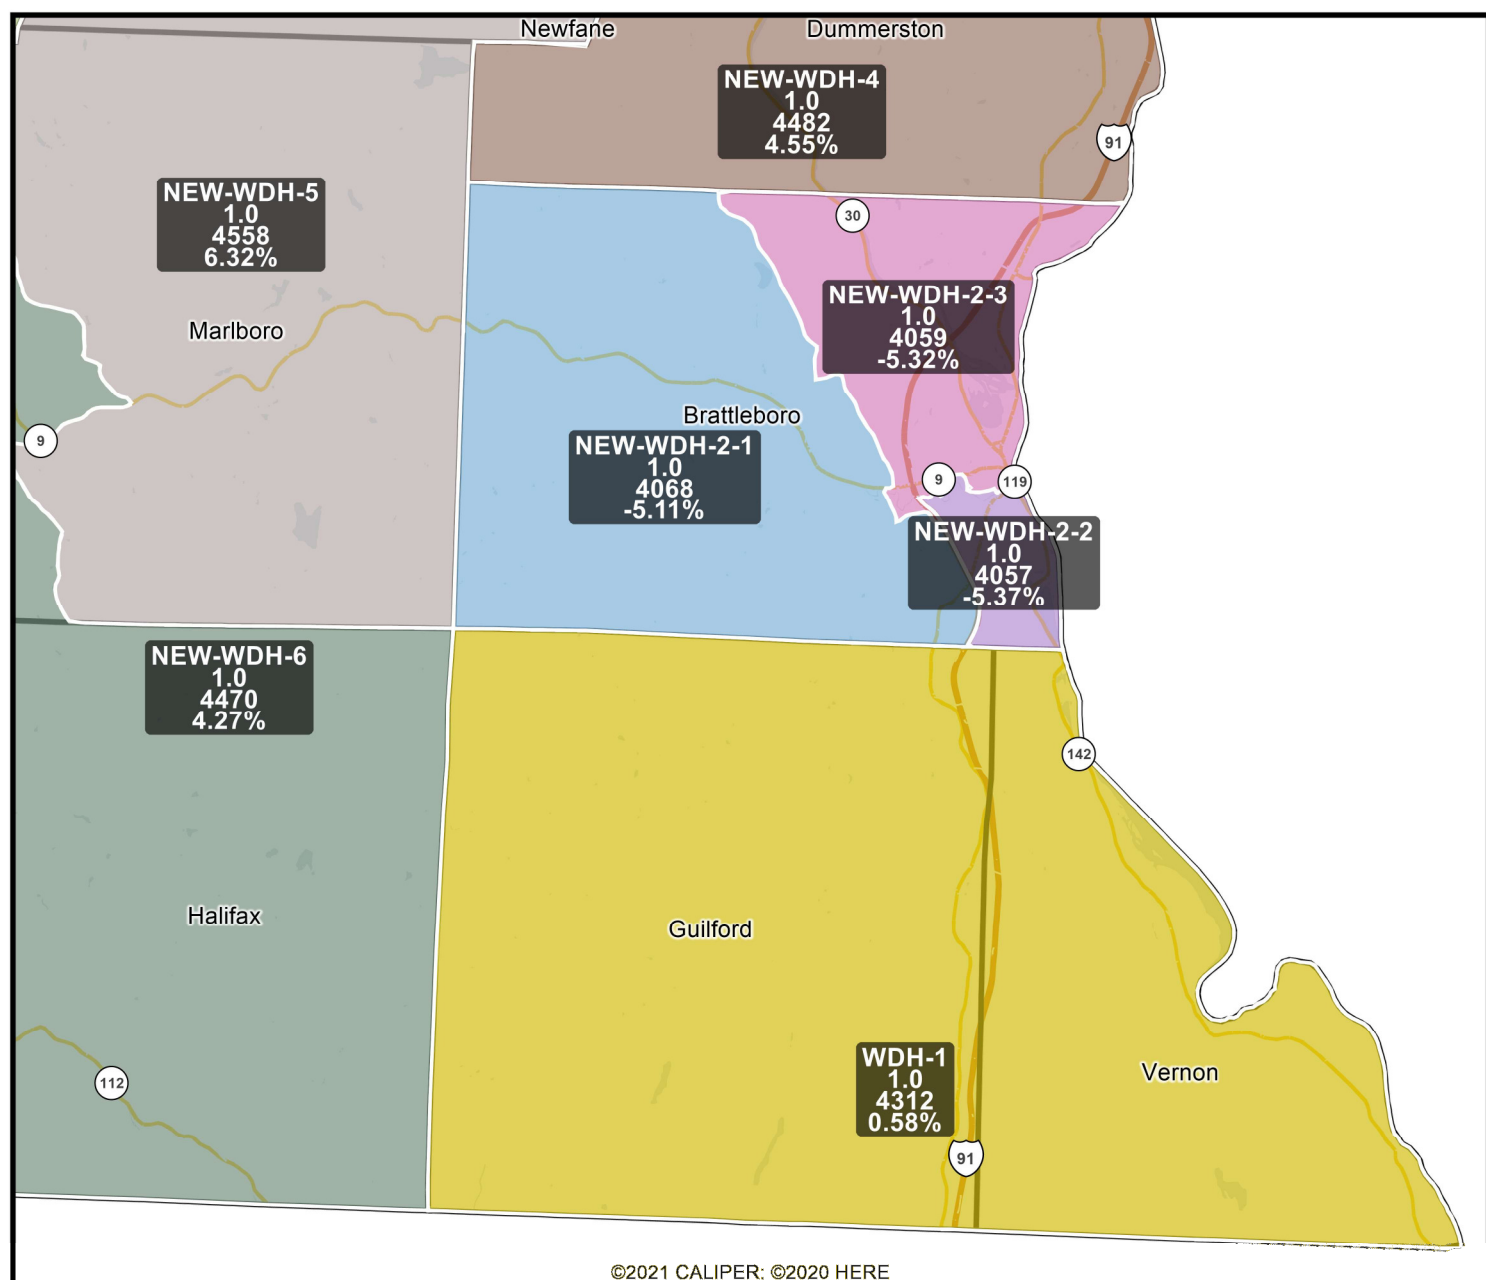 Newfane
Dummerston
NEW-WDH-4
1.0
4482
4.55%
91
NEW-WDH-5
1.0
4558
6.32%
30
NEW-WDH-2-3
1.0
4059
-5.32%
Marlboro
Brattleboro
9
NEW-WDH-2-1
1.0
4068
-5.11%
9
119
NEW-WDH-2-2
1.0
4057
-5.37%
NEW-WDH-6
1.0
4470
4.27%
142
Halifax
Guilford
WDH-1
1.0
4312
0.58%
Vernon
112
91
©2021 CALIPER; ©2020 HERE